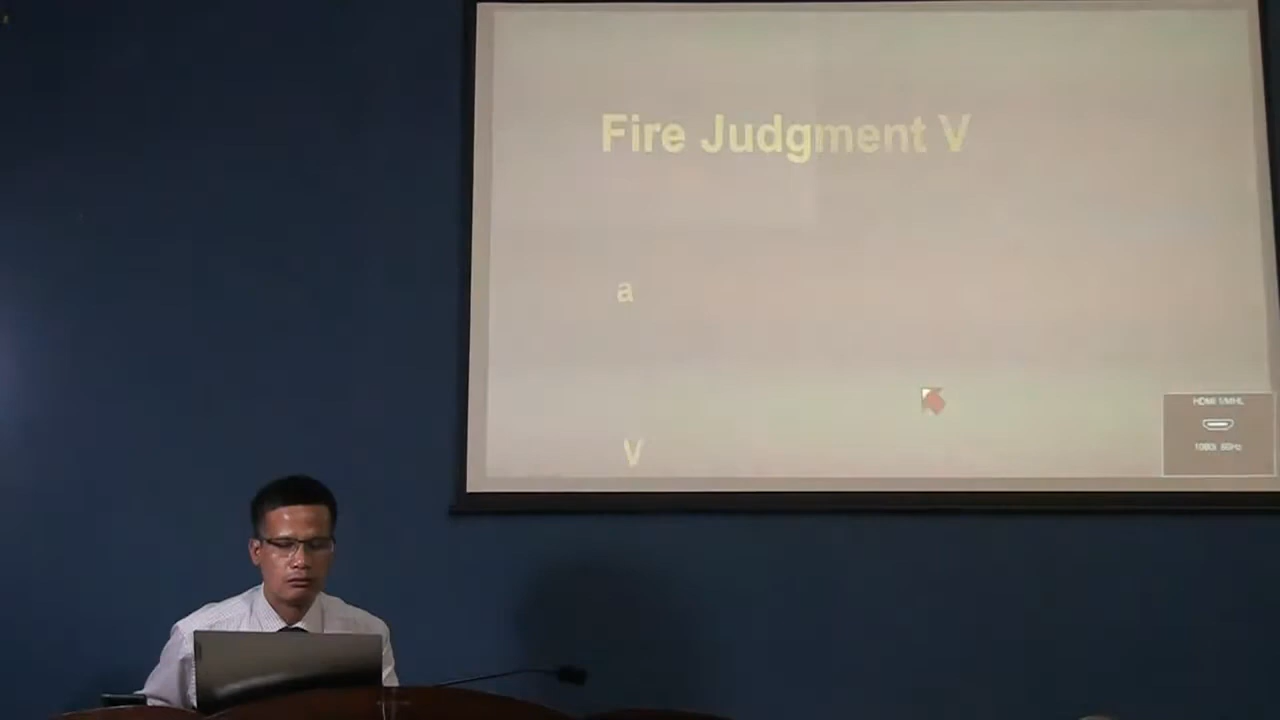 Fire Judgment V
a
V
HDMI 1/MHL
1080i 60Hz